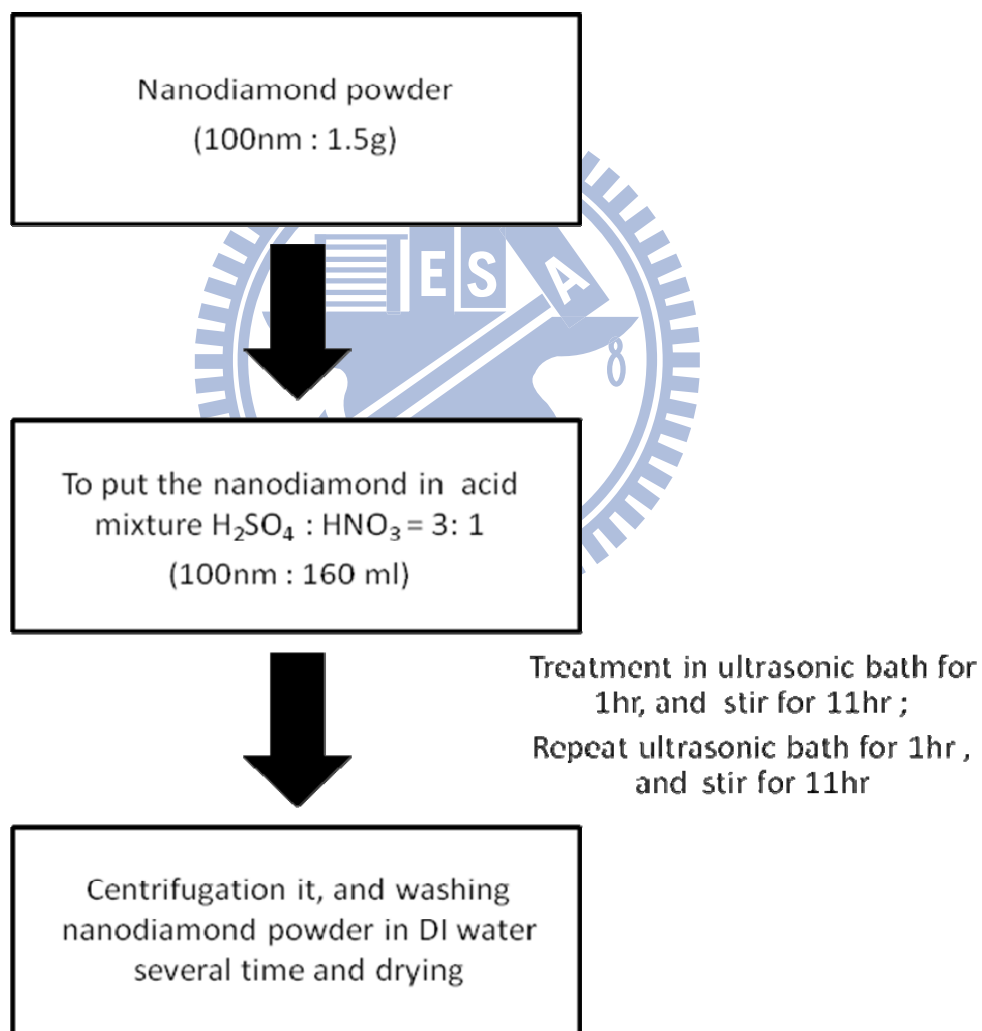 Nanodiamond powder
(100nm : 1.5g)
ESA
8
To put the nanodiamond in  acid
mixture H₂SO₄ : HNO₃ = 3: 1
(100nm : 160 ml)
Treatment in ultrasonic bath for
1hr, and  stir for 11hr ;
Repeat ultrasonic bath for 1hr ,
and  stir for 11hr
Centrifugation it, and washing
nanodiamond powder in DI water
several time and drying